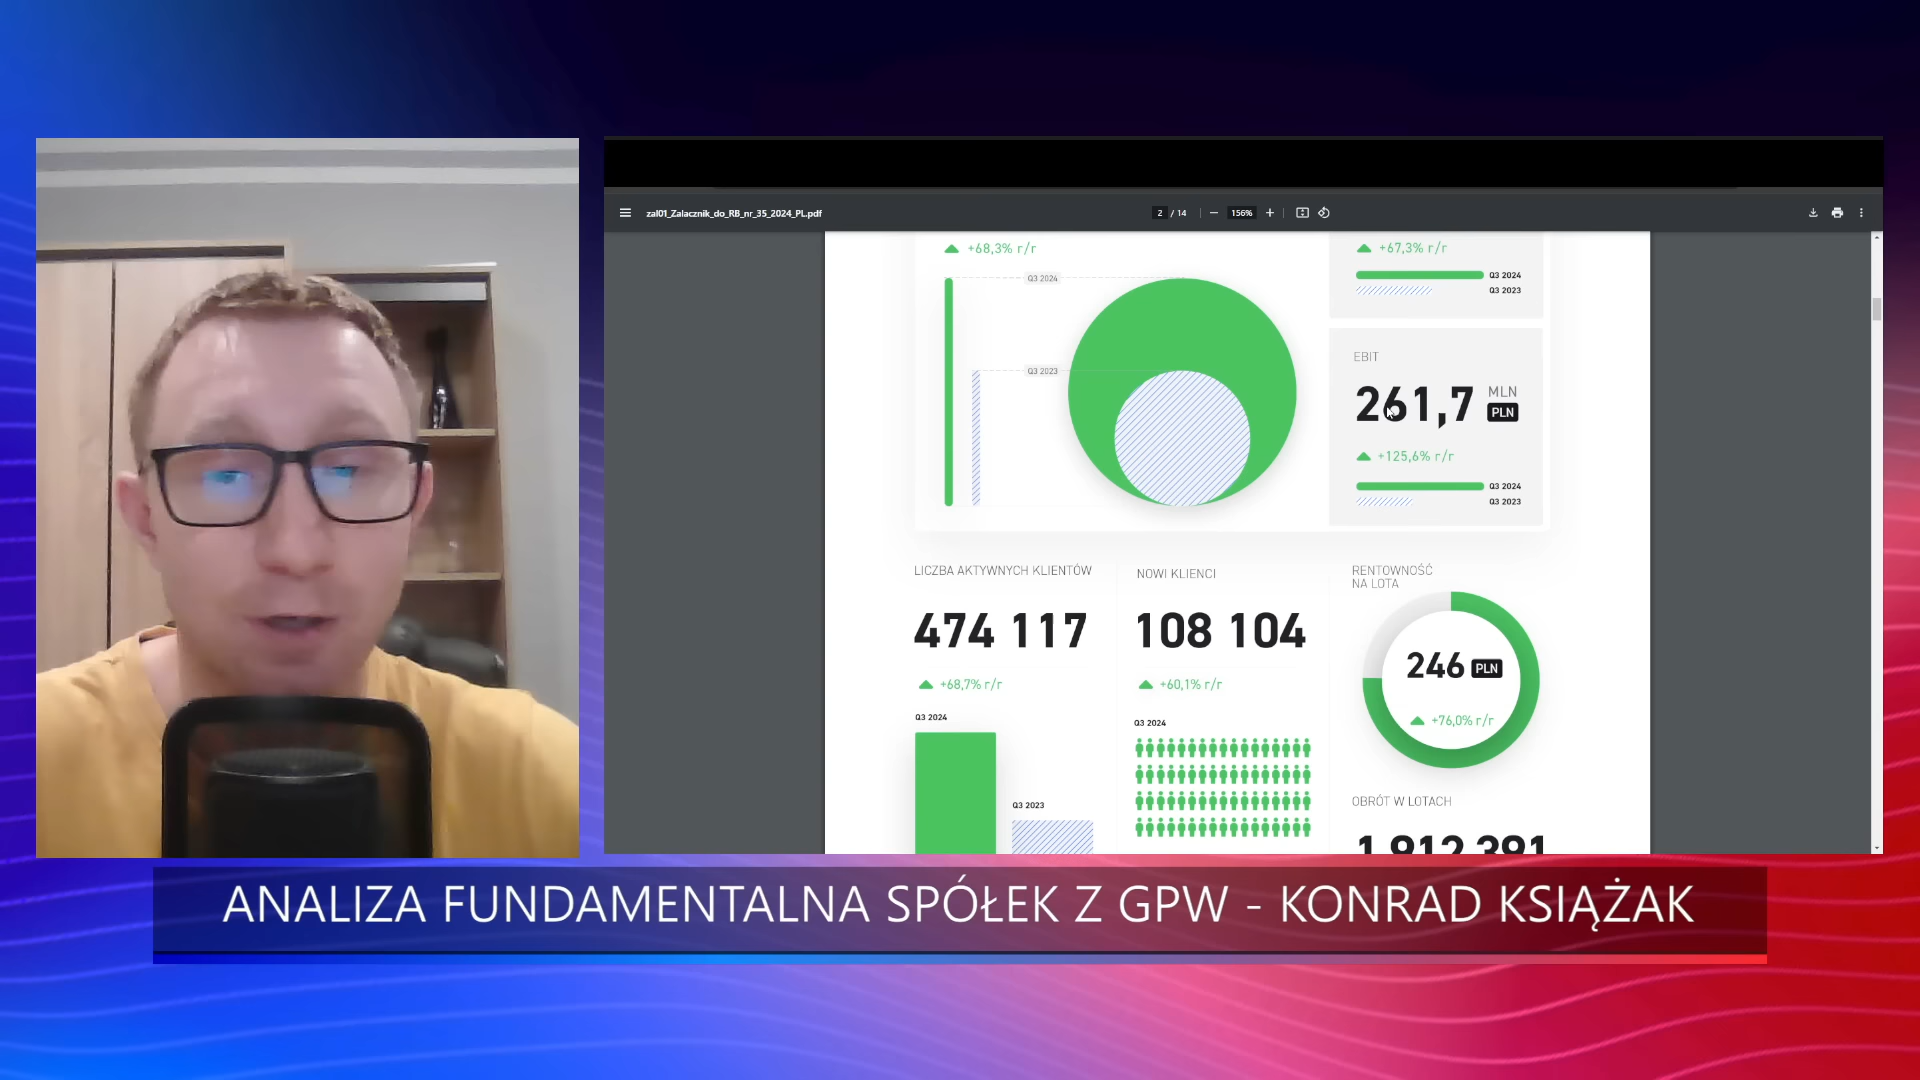 zal01_Zalacznik_do_RB_nr_35_2024_PL.pdf
2 / 14
156%
+68,3% r/r
Q3 2024
Q3 2023
+67,3% r/r
Q3 2024
Q3 2023
EBIT
261,7 MLN PLN
+125,6% r/r
Q3 2024
Q3 2023
LICZBA AKTYWNYCH KLIENTÓW
474 117
+68,7% r/r
Q3 2024
Q3 2023
NOWI KLIENCI
108 104
+60,1% r/r
Q3 2024
RENTOWNOŚĆ
NA LOTA
246 PLN
+76,0% r/r
OBRÓT W LOTACH
1 912 391
ANALIZA FUNDAMENTALNA SPÓŁEK Z GPW - KONRAD KSIĄŻAK